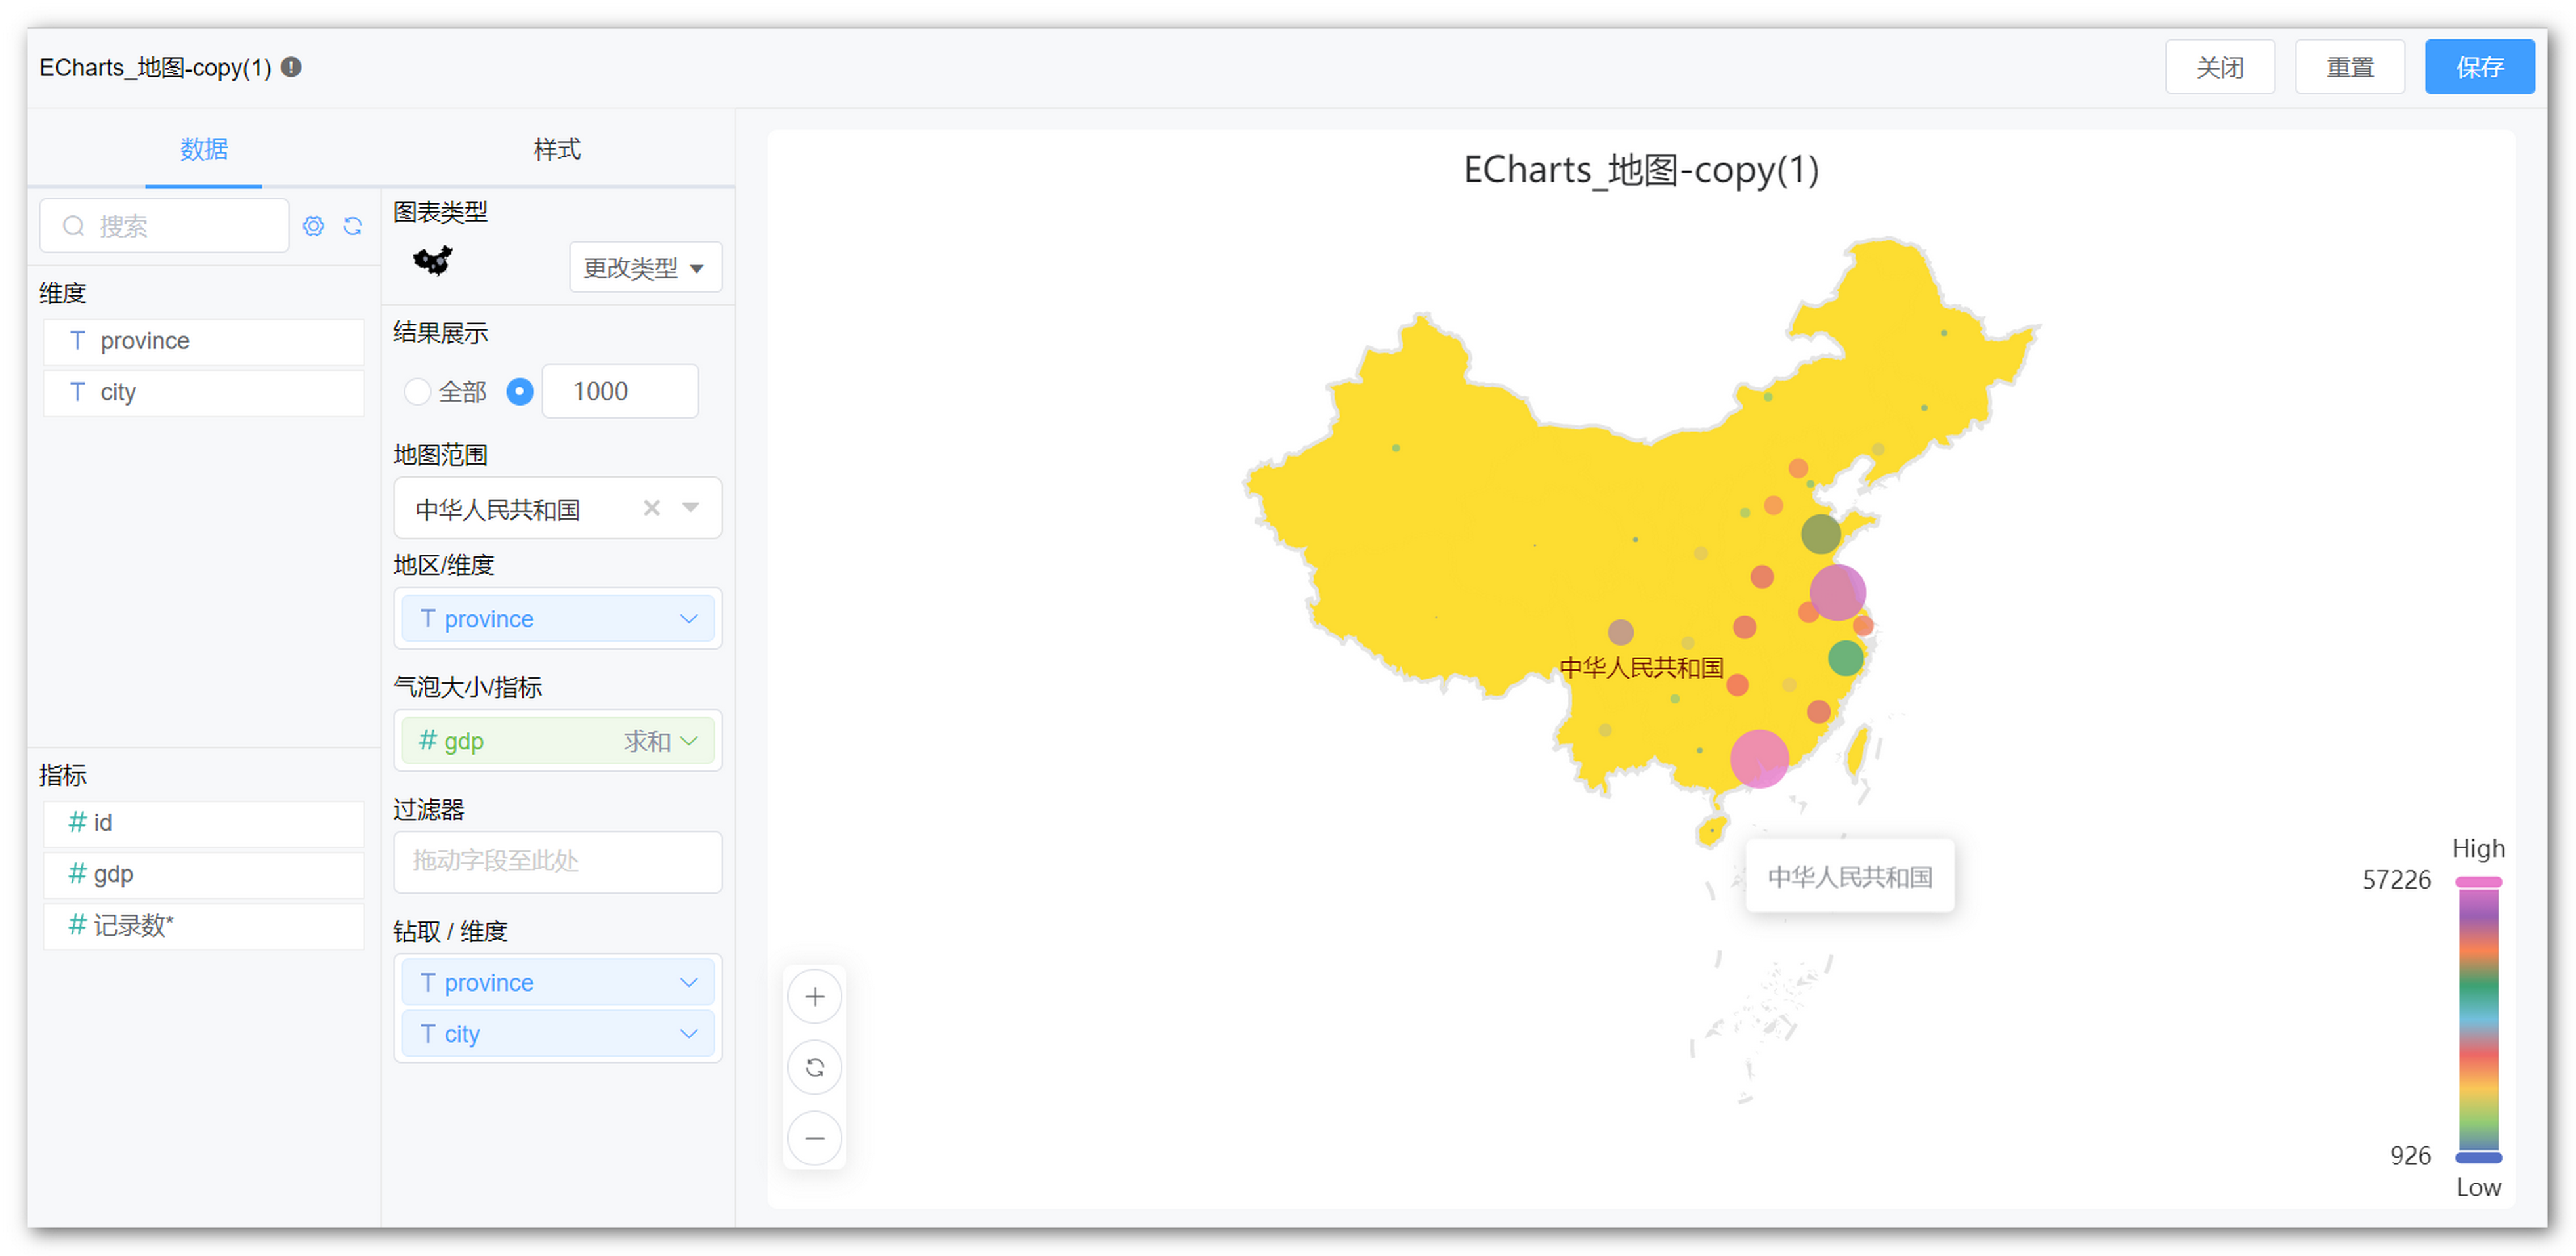 ECharts_地图-copy(1)
关闭
重置
保存
数据
样式
搜索
维度
T province
T city
指标
# id
# gdp
# 记录数*
图表类型
更改类型
结果展示
全部
1000
地图范围
中华人民共和国
地区/维度
T province
气泡大小/指标
# gdp 求和
过滤器
拖动字段至此处
钻取 / 维度
T province
T city
ECharts_地图-copy(1)
中华人民共和国
中华人民共和国
High
57226
926
Low